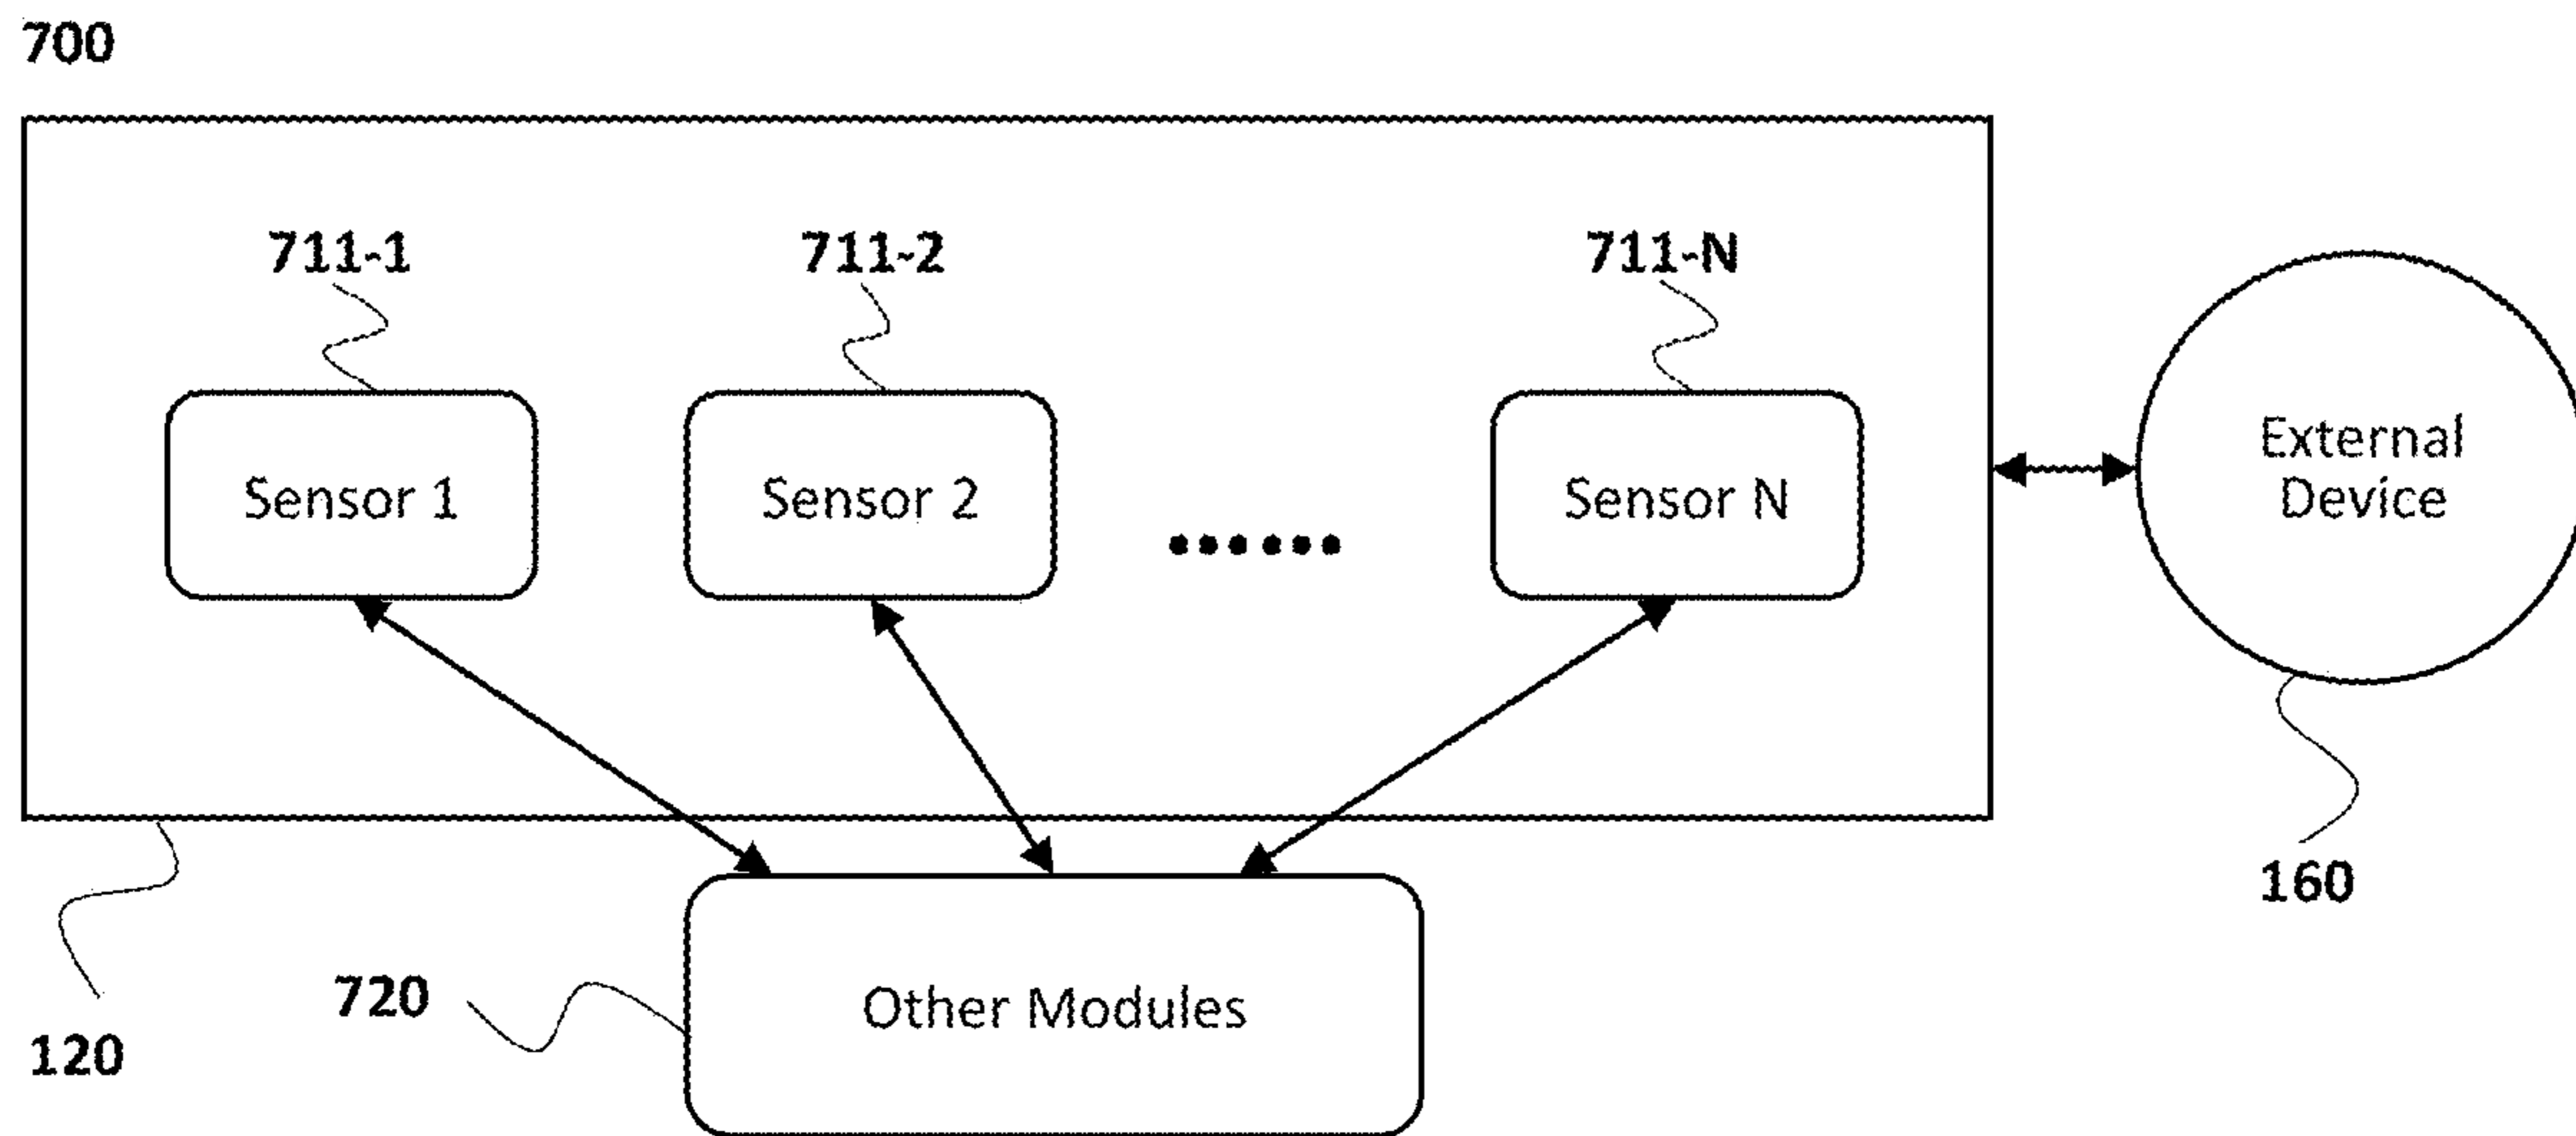 700
711-1
711-2
711-N
Sensor 1
Sensor 2
Sensor N
External
Device
160
720
Other Modules
120